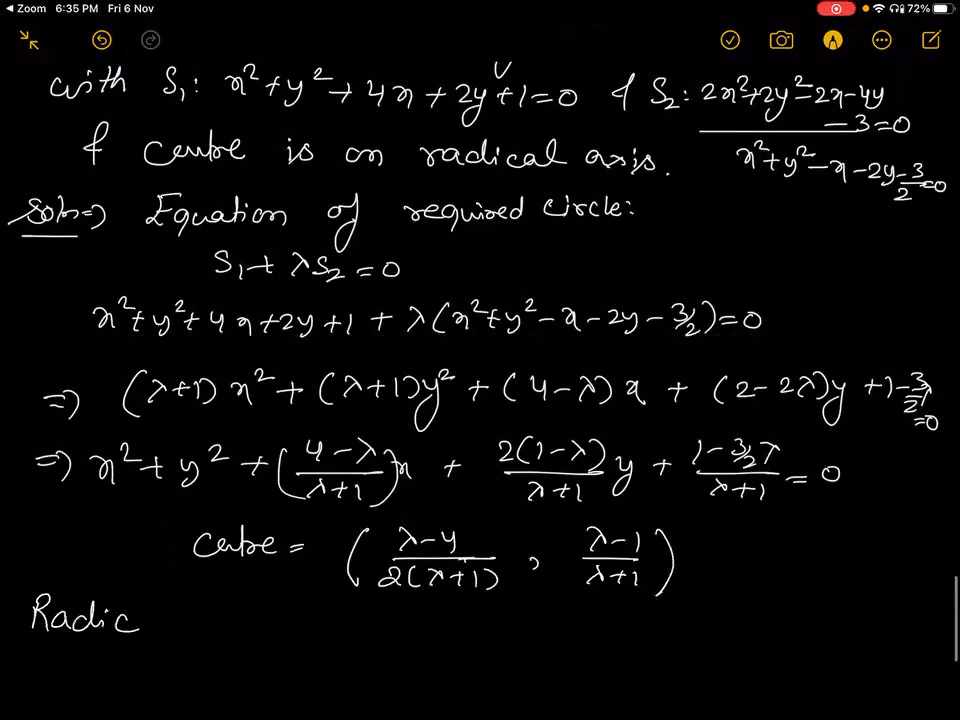 ◀ Zoom 6:35 PM Fri 6 Nov 72%
with S₁: x²+y²+4x+2y+1=0 & S₂: 2x²+2y²-2x-4y
-3=0
& centre is on radical axis.
x²+y²-x-2y-3/2=0
Soln⇒ Equation of required circle:
S₁+λS₂=0
x²+y²+4x+2y+1+λ(x²+y²-x-2y-3/2)=0
⇒ (λ+1)x²+(λ+1)y²+(4-λ)x+(2-2λ)y+1-3/2λ
=0
⇒ x²+y²+((4-λ)/(λ+1))x+(2(1-λ)/(λ+1))y+(1-3/2λ)/(λ+1)=0
Centre = ((λ-4)/(2(λ+1)), (λ-1)/(λ+1))
Radic